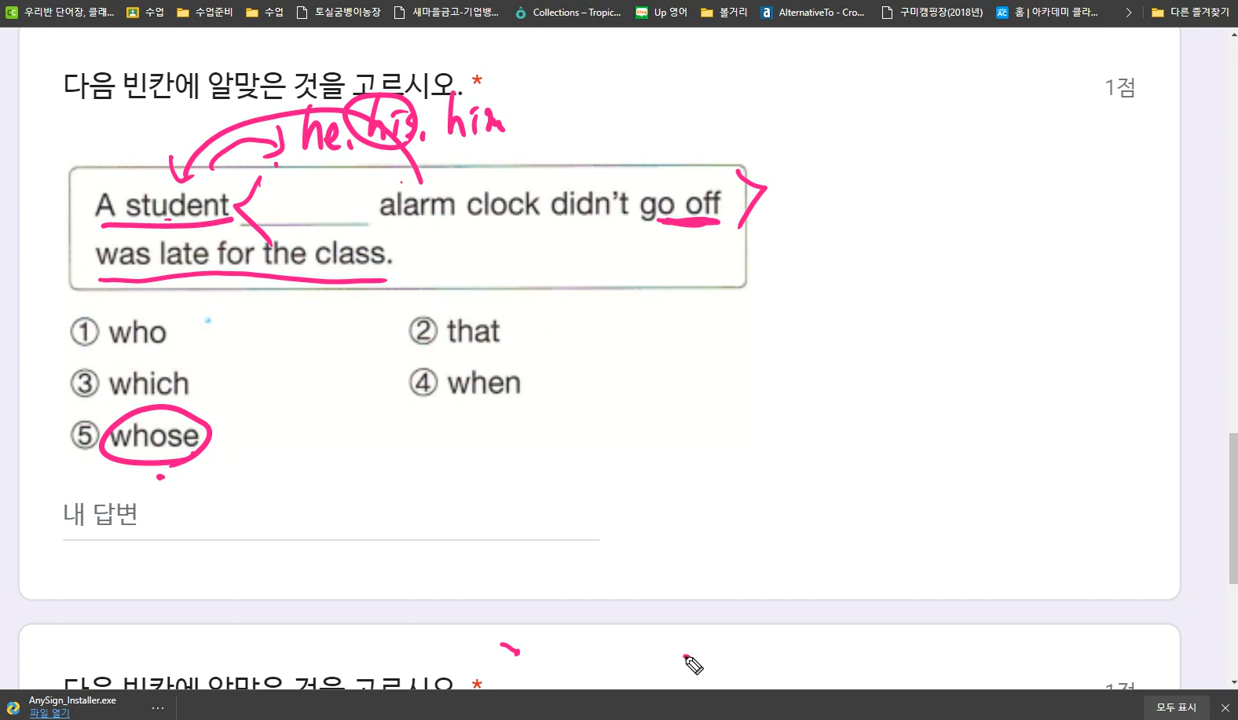 우리반 단어장, 클래... 수업 수업준비 수업 토실굼벵이농장 새마을금고-기업뱅... Collections – Tropic... Up 영어 볼거리 AlternativeTo - Cro... 구미캠핑장(2018년) 홈 | 아카데미 클라... 다른 즐겨찾기
다음 빈칸에 알맞은 것을 고르시오. *
1점
he, his, him
A student ________ alarm clock didn't go off
was late for the class.
① who ② that
③ which ④ when
⑤ whose
내 답변
다음 빈칸에 알맞은 것을 고르시오. *
1점
AnySign_Installer.exe
파일 열기
모두 표시